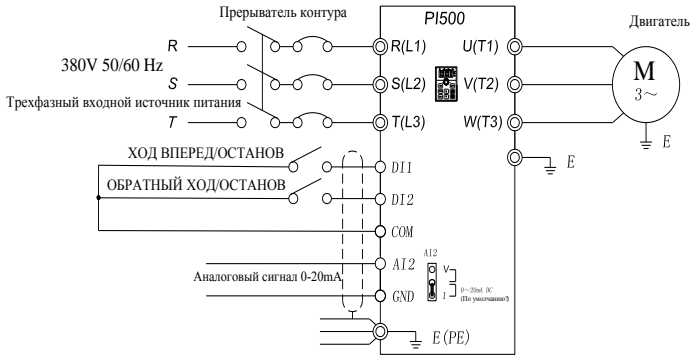 Прерыватель контура
PI500
Двигатель
R
R(L1)
U(T1)
380V 50/60 Hz
M
3~
S
S(L2)
V(T2)
Трехфазный входной источник питания
T
T(L3)
W(T3)
E
ХОД ВПЕРЕД/ОСТАНОВ
DI1
E
ОБРАТНЫЙ ХОД/ОСТАНОВ
DI2
COM
AI2
AI2
V
Аналоговый сигнал 0-20mA
0~20mA DC
I
(По умолчанию)
GND
E(PE)